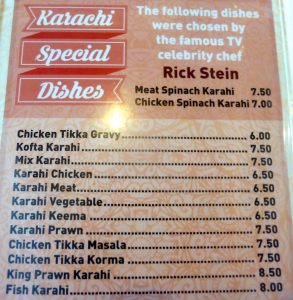 Karachi
Special
Dishes
The following dishes
were chosen by
the famous TV
celebrity chef
Rick Stein
Meat Spinach Karahi 7.50
Chicken Spinach Karahi 7.00
Chicken Tikka Gravy 6.00
Kofta Karahi 7.50
Mix Karahi 7.50
Karahi Chicken 6.50
Karahi Meat 6.50
Karahi Vegetable 6.50
Karahi Keema 6.50
Karahi Prawn 7.50
Chicken Tikka Masala 7.50
Chicken Tikka Korma 7.50
King Prawn Karahi 8.50
Fish Karahi 8.00